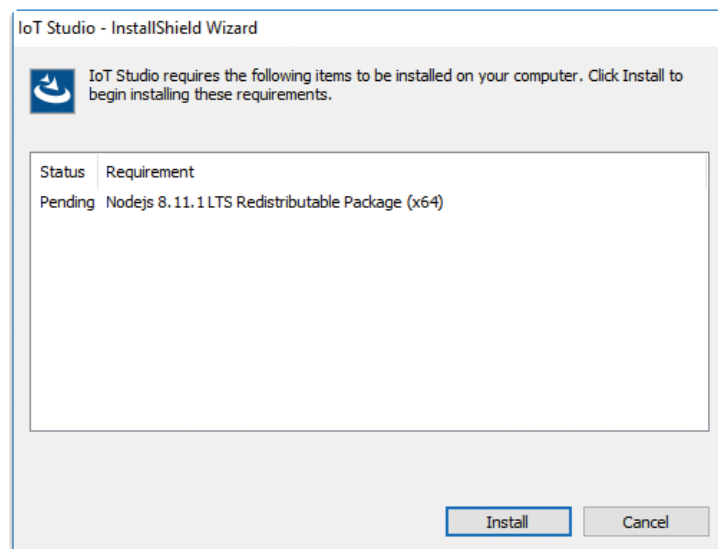 IoT Studio - InstallShield Wizard
IoT Studio requires the following items to be installed on your computer. Click Install to
begin installing these requirements.
Status Requirement
Pending Nodejs 8.11.1 LTS Redistributable Package (x64)
Install Cancel